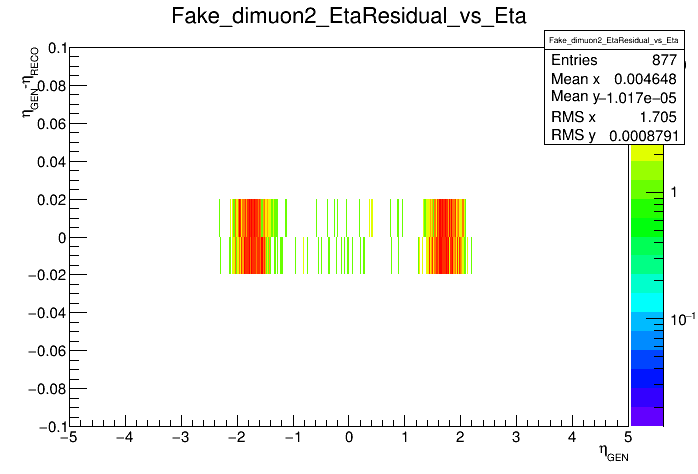 Fake_dimuon2_EtaResidual_vs_Eta
Fake_dimuon2_EtaResidual_vs_Eta
Entries 877
Mean x 0.004648
Mean y −1.017e−05
RMS x 1.705
RMS y 0.0008791
η_GEN-η_RECO
0.1
0.08
0.06
0.04
0.02
0
−0.02
−0.04
−0.06
−0.08
−0.1
−5 −4 −3 −2 −1 0 1 2 3 4 5
η_GEN
1
10⁻¹